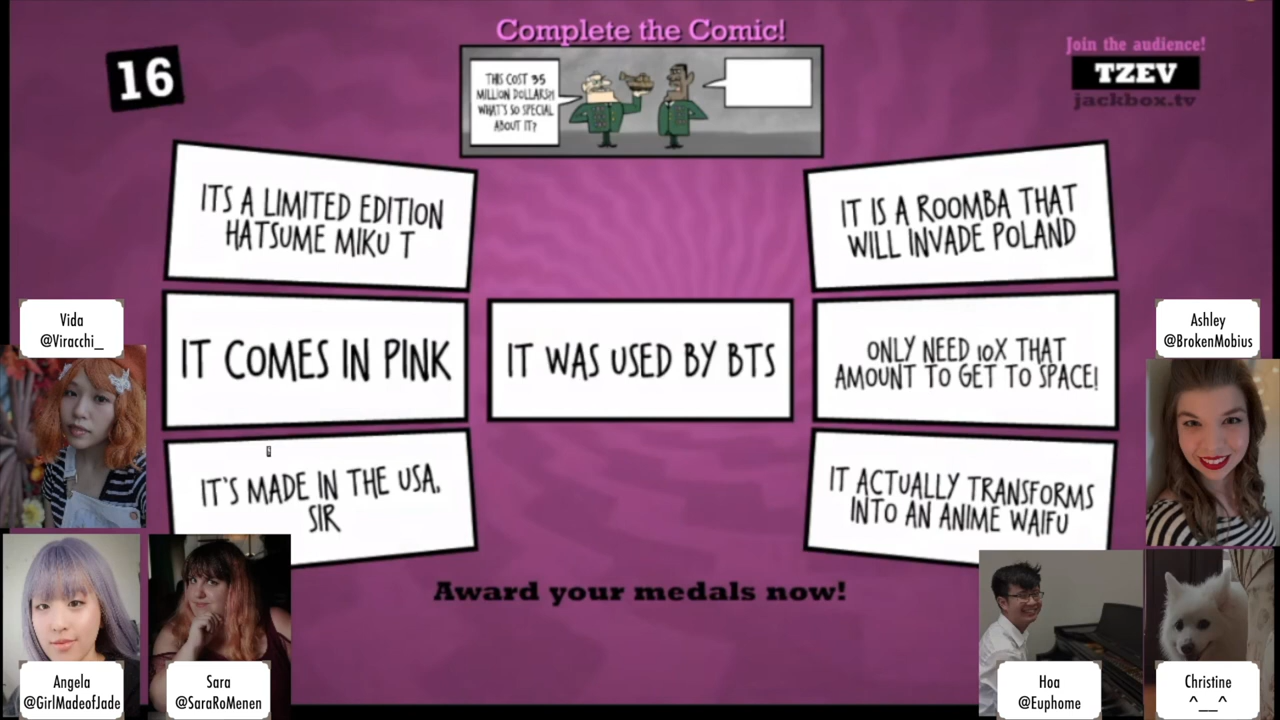 Complete the Comic!
16
THIS COST 35
MILLION DOLLARS?!
WHAT'S SO SPECIAL
ABOUT IT?
Join the audience!
TZEV
jackbox.tv
ITS A LIMITED EDITION
HATSUME MIKU T
IT IS A ROOMBA THAT
WILL INVADE POLAND
IT COMES IN PINK
IT WAS USED BY BTS
ONLY NEED 10X THAT
AMOUNT TO GET TO SPACE!
IT'S MADE IN THE USA,
SIR
IT ACTUALLY TRANSFORMS
INTO AN ANIME WAIFU
Award your medals now!
Vida
@Viracchi_
Ashley
@BrokenMobius
Angela
@GirlMadeofJade
Sara
@SaraRoMenen
Hoa
@Euphome
Christine
^__^